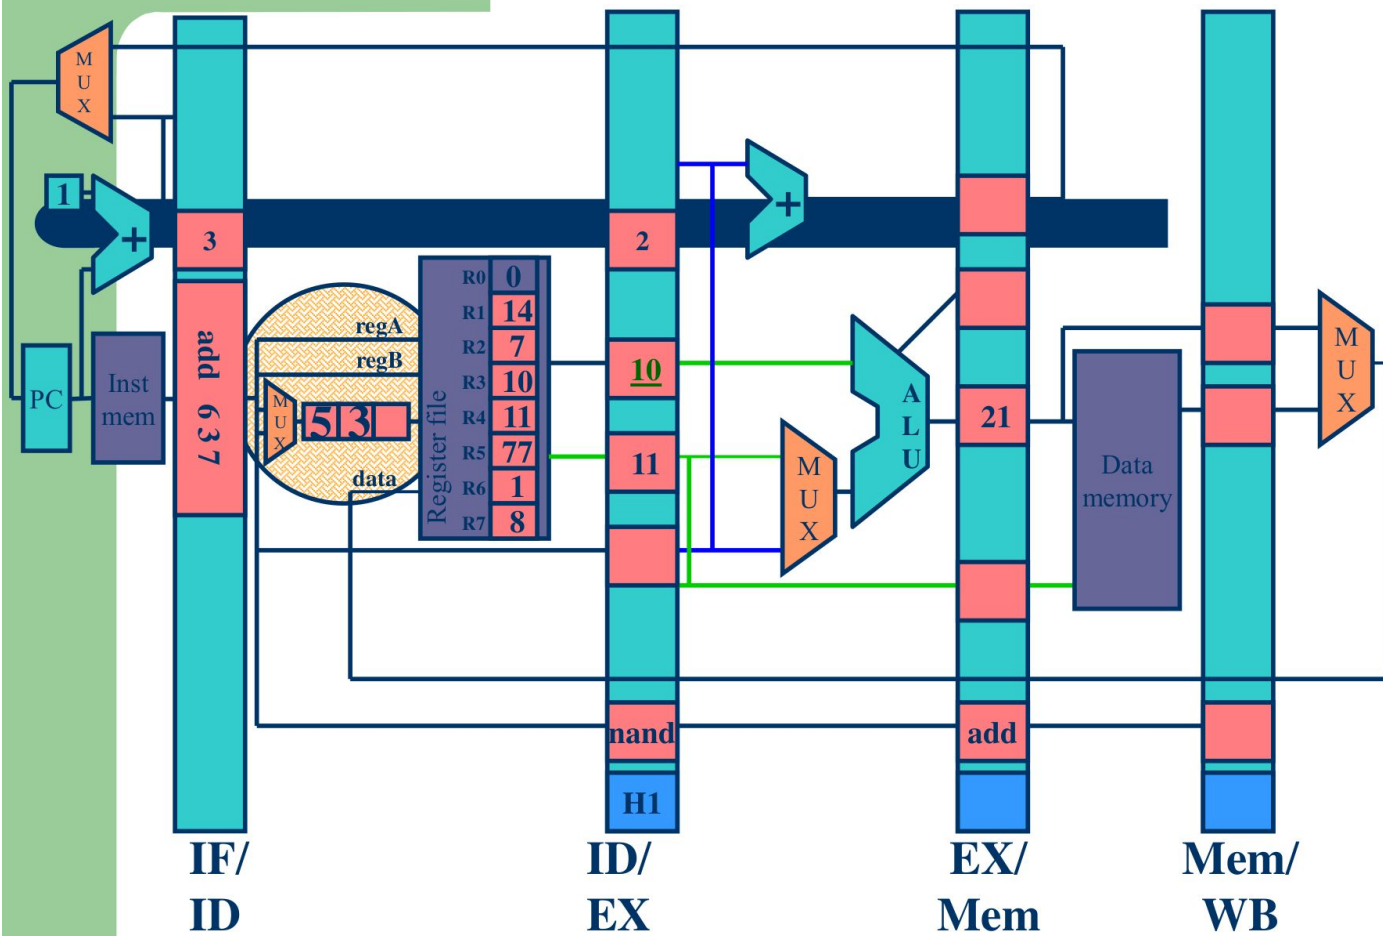 M
U
X
1
+
3
2
+
R0 0
R1 14
R2 7
R3 10
R4 11
R5 77
R6 1
R7 8
Register file
regA
regB
data
M
U
X
5 3
add 6 3 7
PC
Inst
mem
10
11
M
U
X
A
L
U
21
Data
memory
M
U
X
nand
add
H1
IF/
ID
ID/
EX
EX/
Mem
Mem/
WB